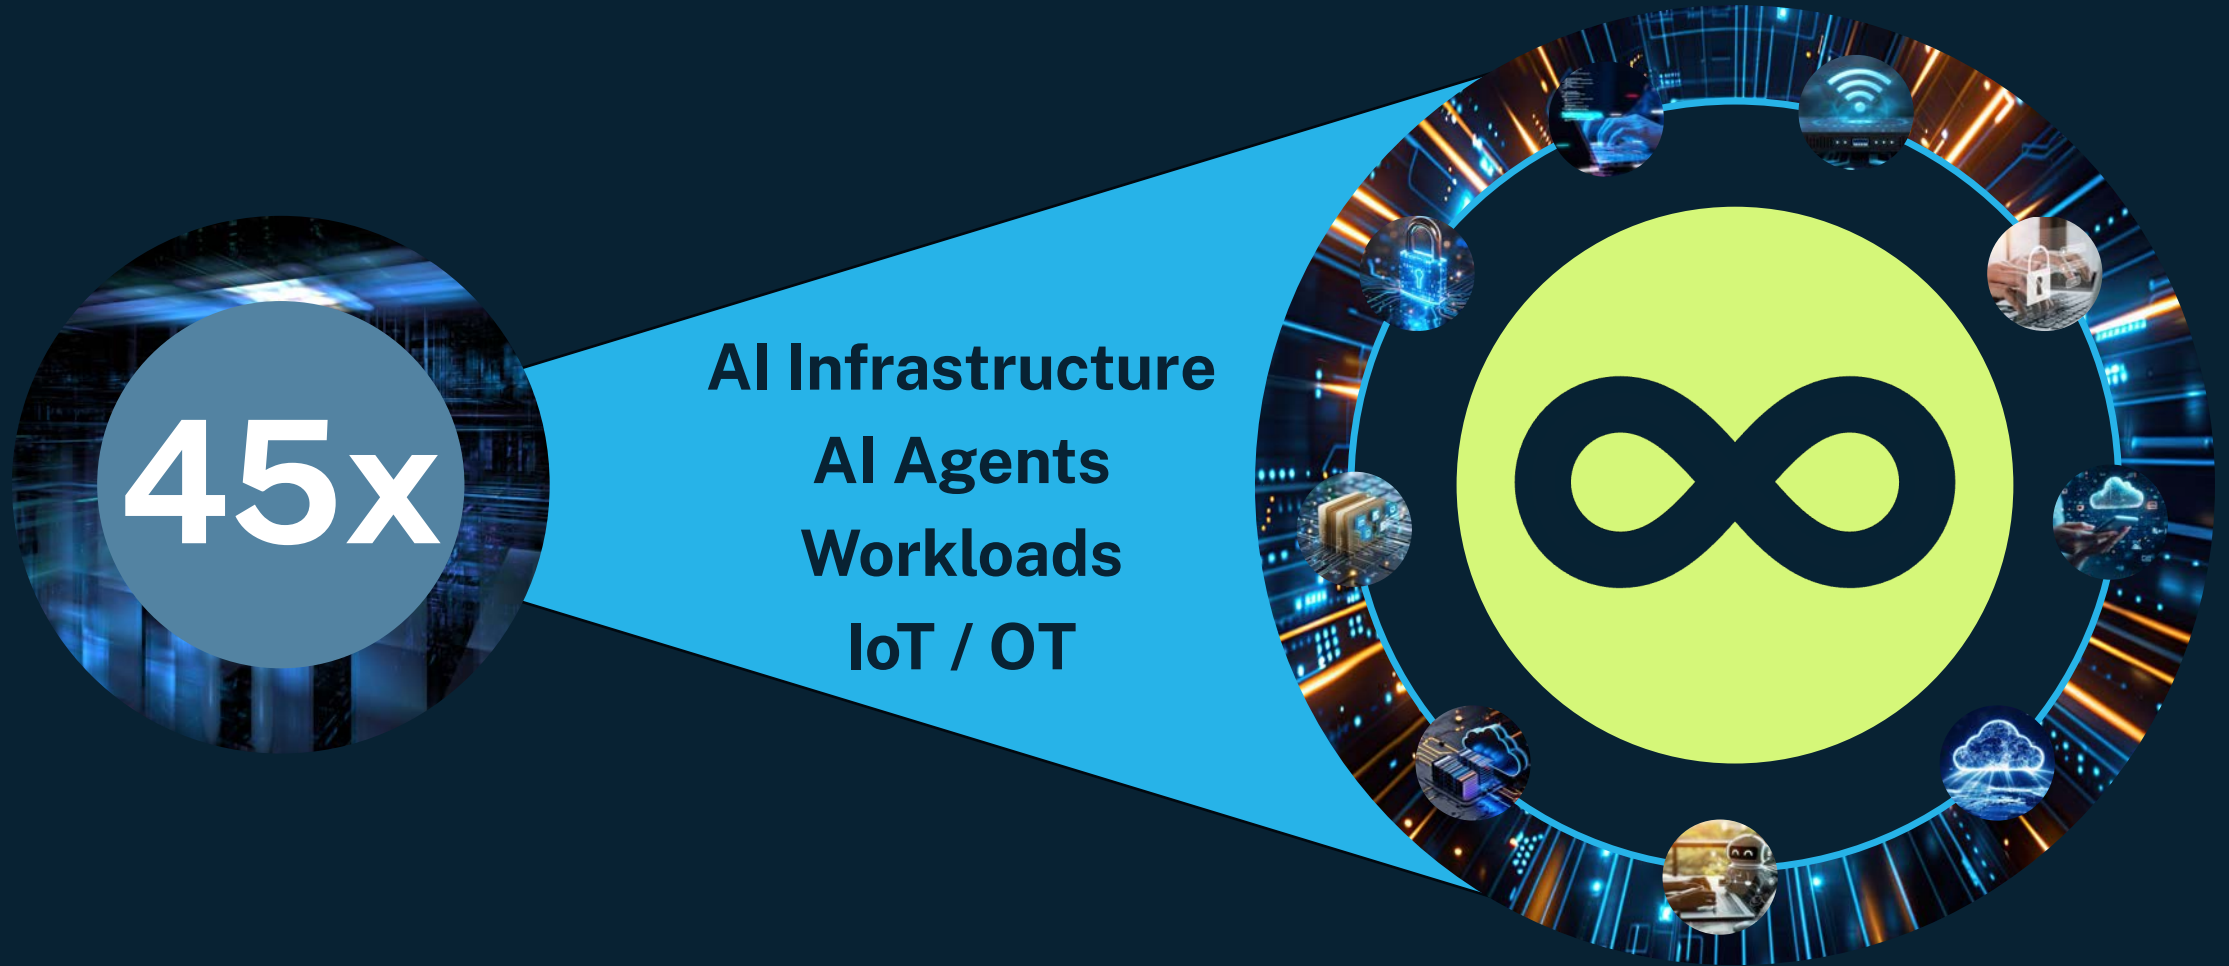 45x
AI Infrastructure
AI Agents
Workloads
IoT / OT